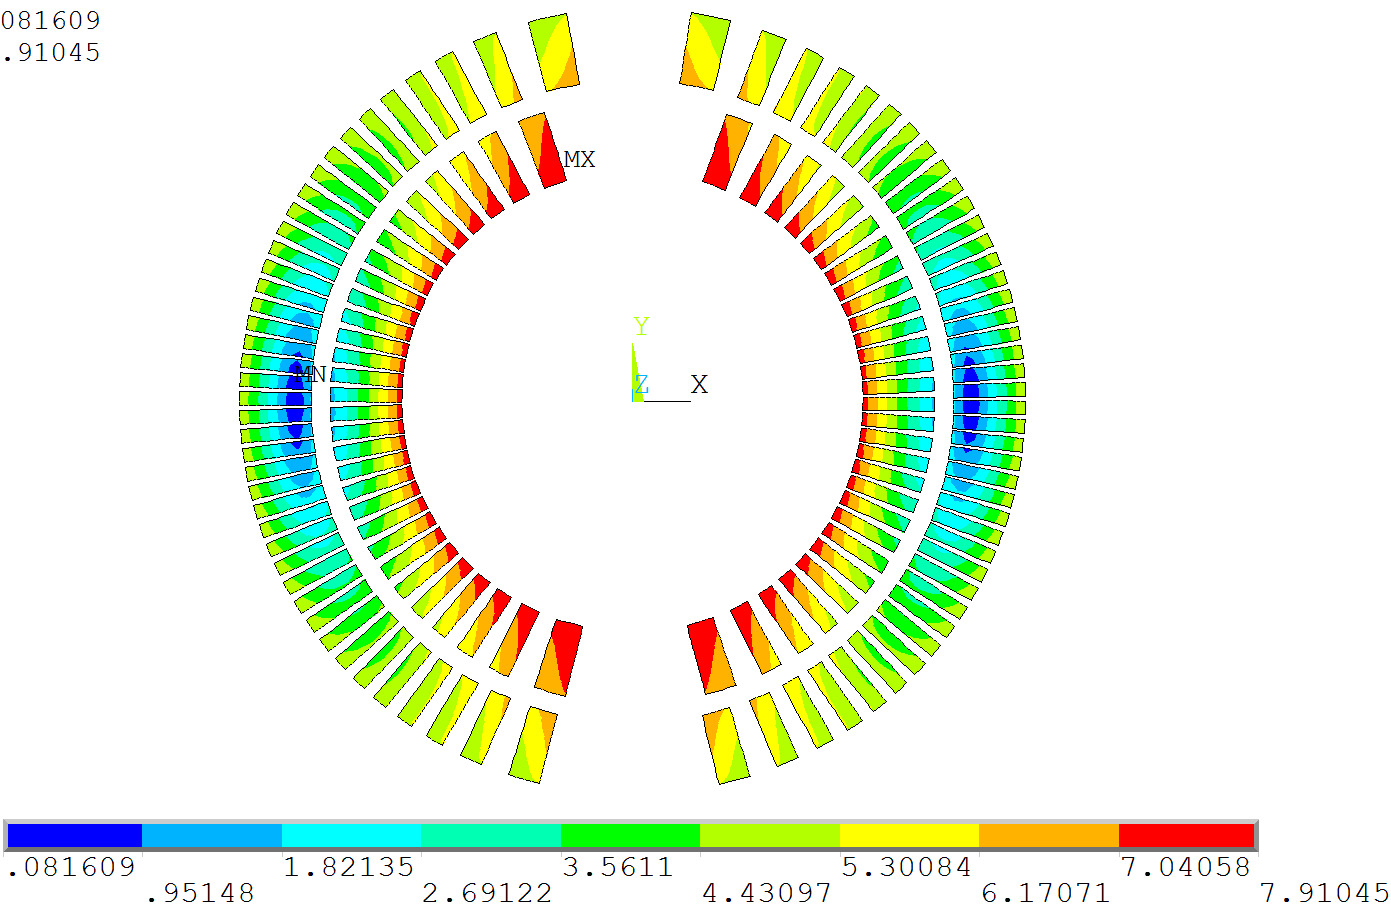 081609
.91045
MX
Y
MN
Z X
.081609 1.82135 3.5611 5.30084 7.04058
.95148 2.69122 4.43097 6.17071 7.91045